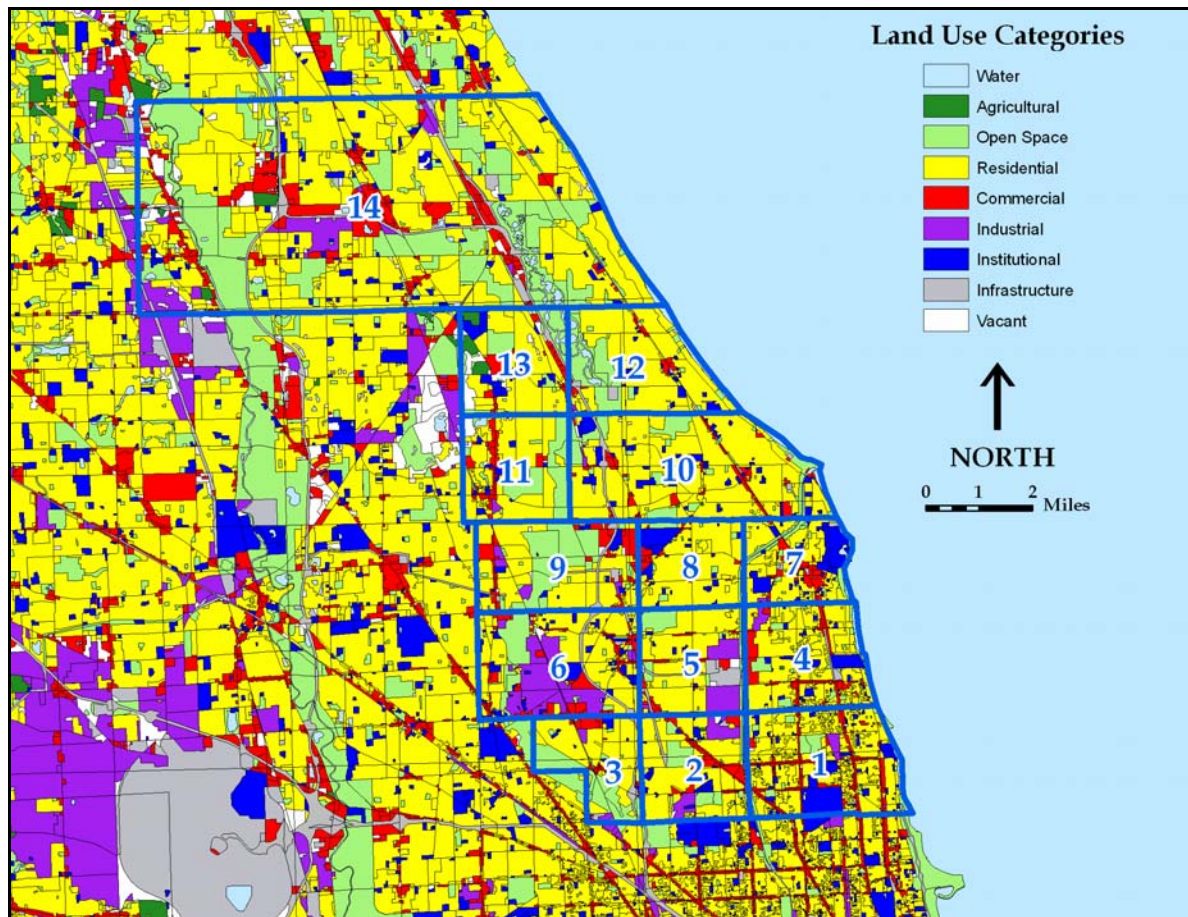 Land Use Categories
Water
Agricultural
Open Space
Residential
Commercial
Industrial
Institutional
Infrastructure
Vacant
NORTH
0 1 2 Miles
14
13
12
11
10
9
8
7
6
5
4
3
2
1